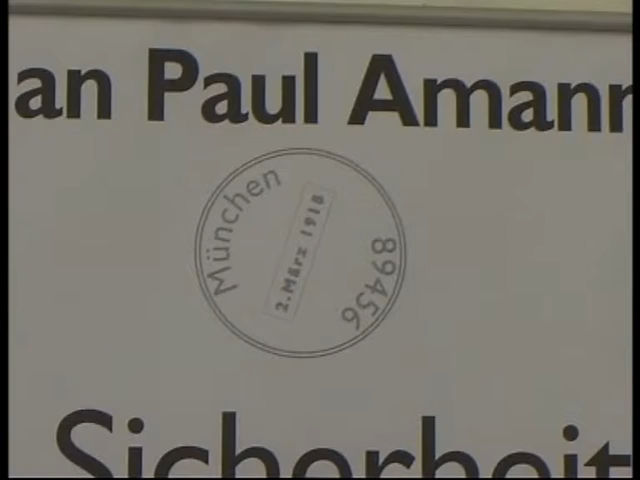 an Paul Amann
München
2. März 1918
89456
Sicherheit